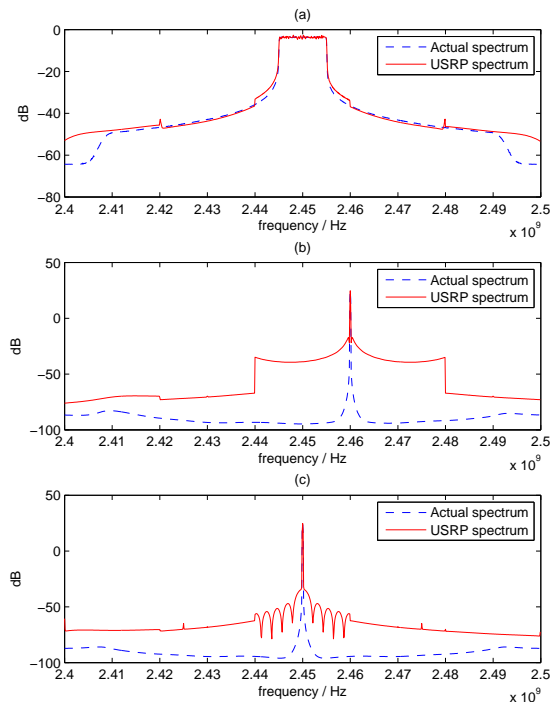 (a)
0
−20
−40
−60
−80
dB
Actual spectrum
USRP spectrum
2.4 2.41 2.42 2.43 2.44 2.45 2.46 2.47 2.48 2.49 2.5
frequency / Hz
x 10^9
(b)
50
0
−50
−100
dB
Actual spectrum
USRP spectrum
2.4 2.41 2.42 2.43 2.44 2.45 2.46 2.47 2.48 2.49 2.5
frequency / Hz
x 10^9
(c)
50
0
−50
−100
dB
Actual spectrum
USRP spectrum
2.4 2.41 2.42 2.43 2.44 2.45 2.46 2.47 2.48 2.49 2.5
frequency / Hz
x 10^9